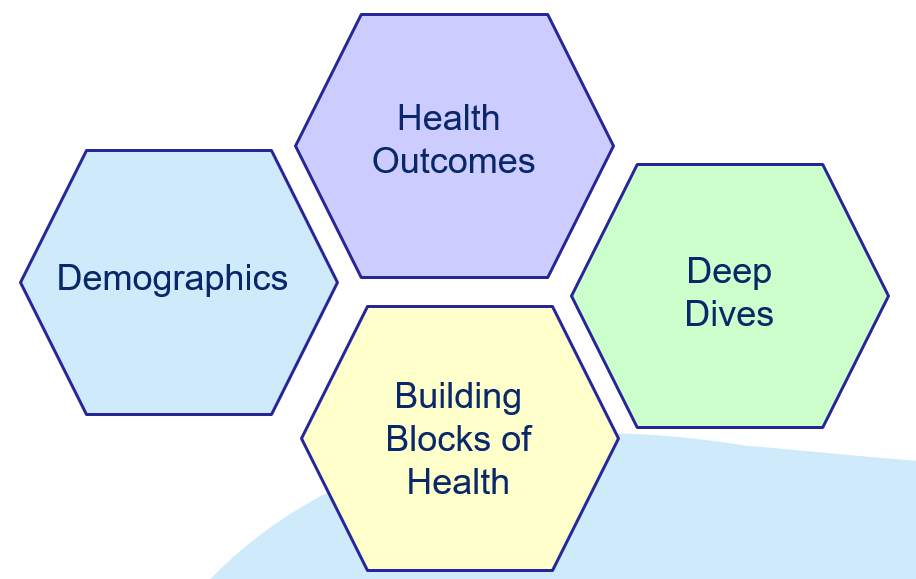 Health
Outcomes
Demographics
Deep
Dives
Building
Blocks of
Health